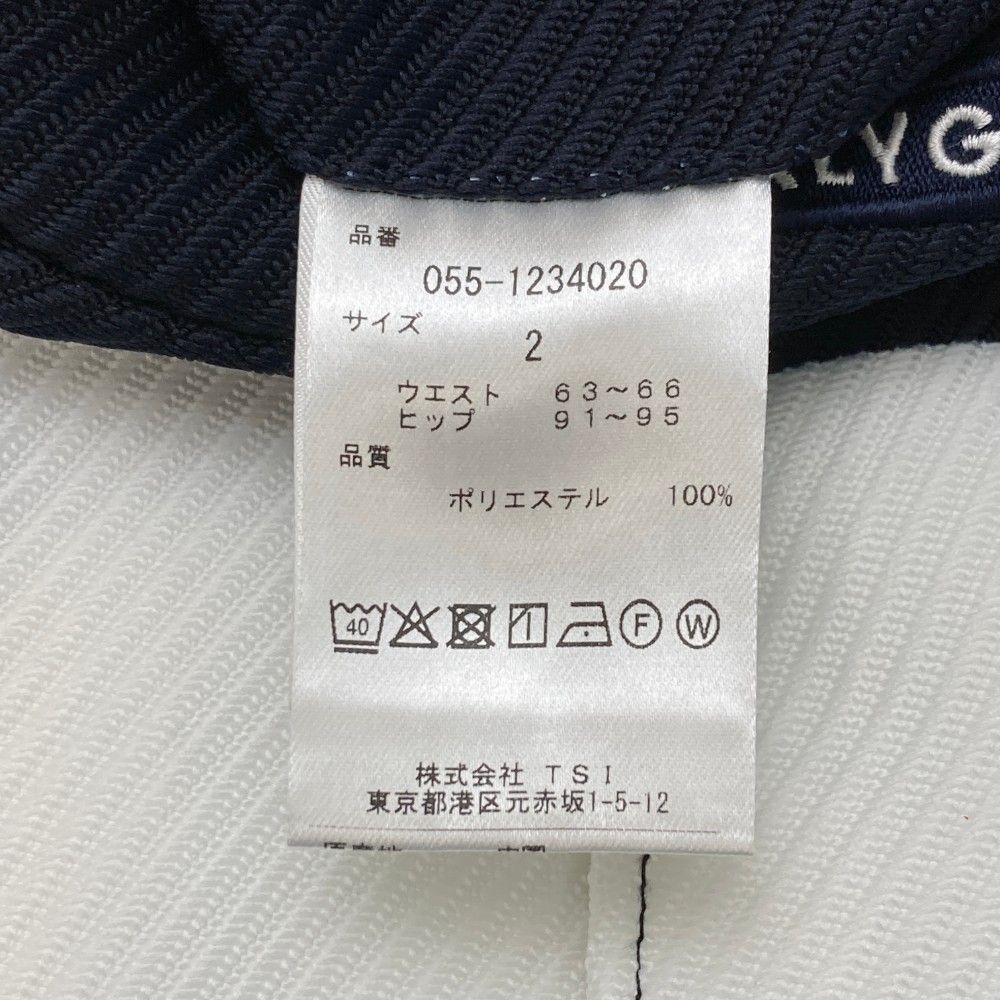 LY G
品番
055-1234020
サイズ
2
ウエスト 63～66
ヒップ 91～95
品質
ポリエステル 100%
40
F W
株式会社 TSI
東京都港区元赤坂1-5-12